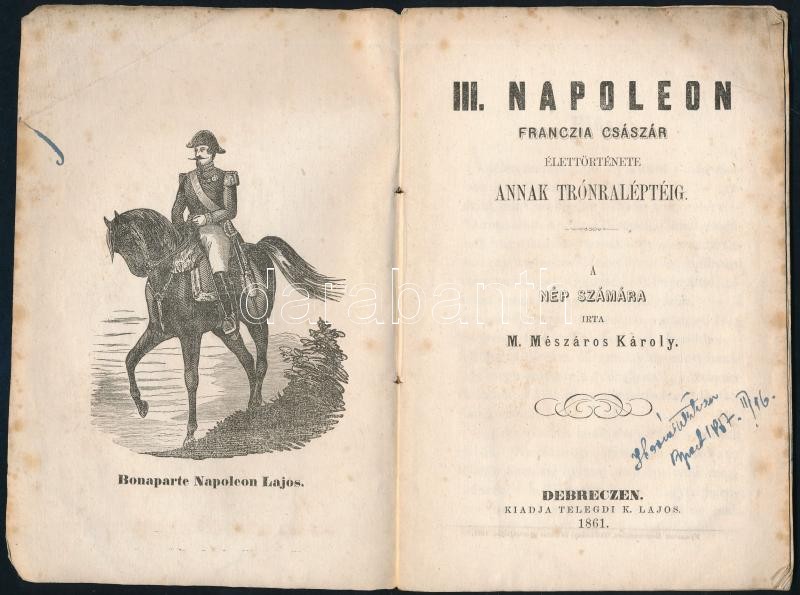 Bonaparte Napoleon Lajos.
III. NAPOLEON
FRANCZIA CSÁSZÁR
ÉLETTÖRTÉNETE
ANNAK TRÓNRALÉPTÉIG.
A
NÉP SZÁMÁRA
IRTA
M. Mészáros Károly.
DEBRECZEN.
KIADJA TELEGDI K. LAJOS.
1861.
darabanth